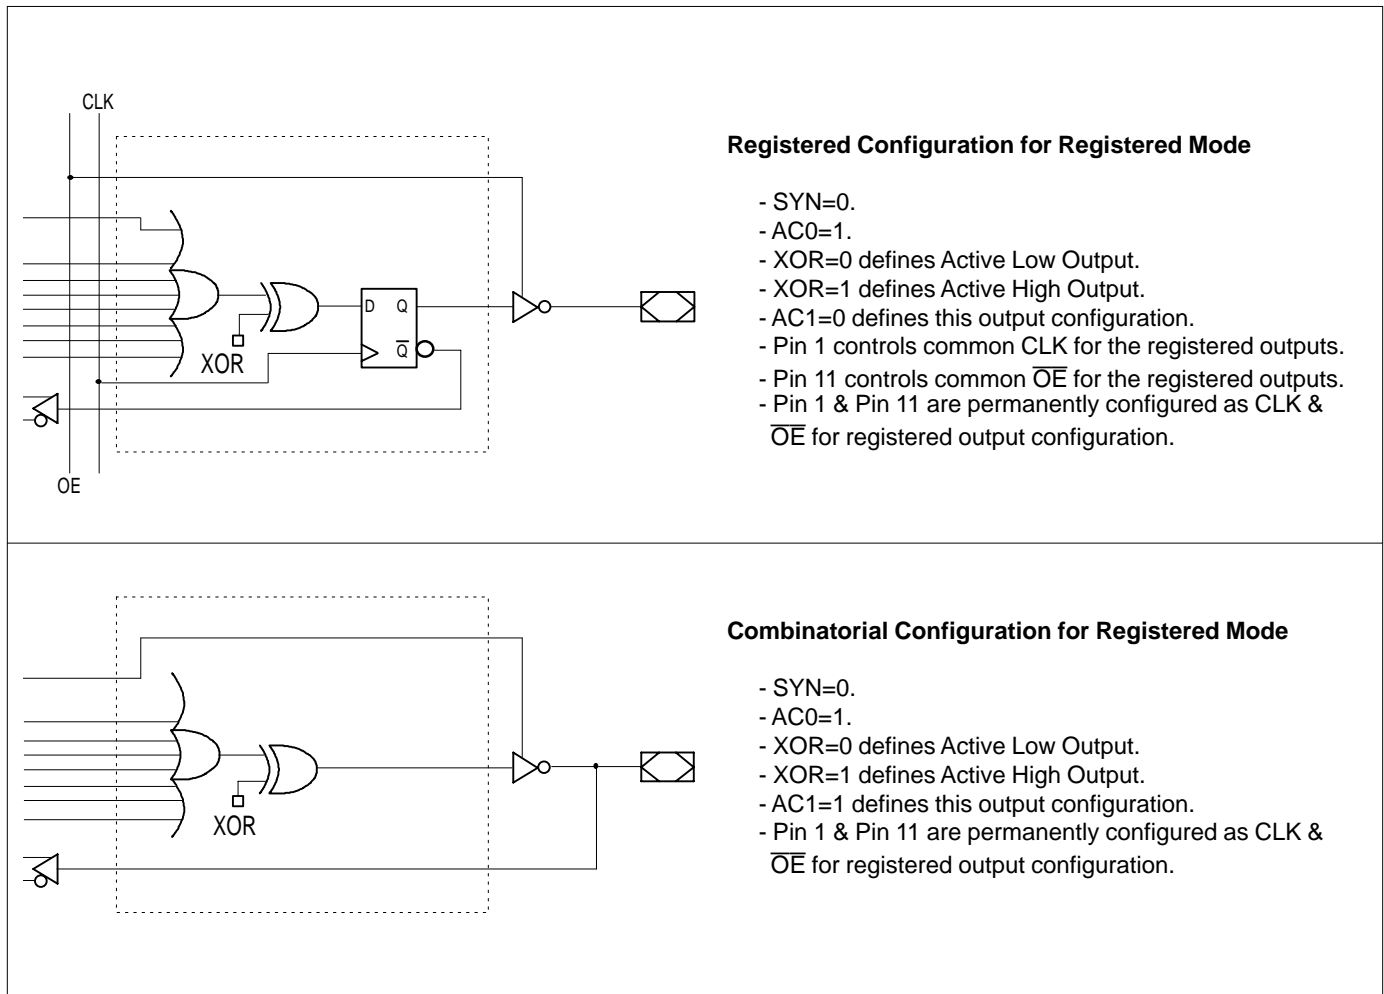 CLK
XOR
D Q
Q̅
OE
Registered Configuration for Registered Mode
- SYN=0.
- AC0=1.
- XOR=0 defines Active Low Output.
- XOR=1 defines Active High Output.
- AC1=0 defines this output configuration.
- Pin 1 controls common CLK for the registered outputs.
- Pin 11 controls common O̅E̅ for the registered outputs.
- Pin 1 & Pin 11 are permanently configured as CLK &
O̅E̅ for registered output configuration.
XOR
Combinatorial Configuration for Registered Mode
- SYN=0.
- AC0=1.
- XOR=0 defines Active Low Output.
- XOR=1 defines Active High Output.
- AC1=1 defines this output configuration.
- Pin 1 & Pin 11 are permanently configured as CLK &
O̅E̅ for registered output configuration.